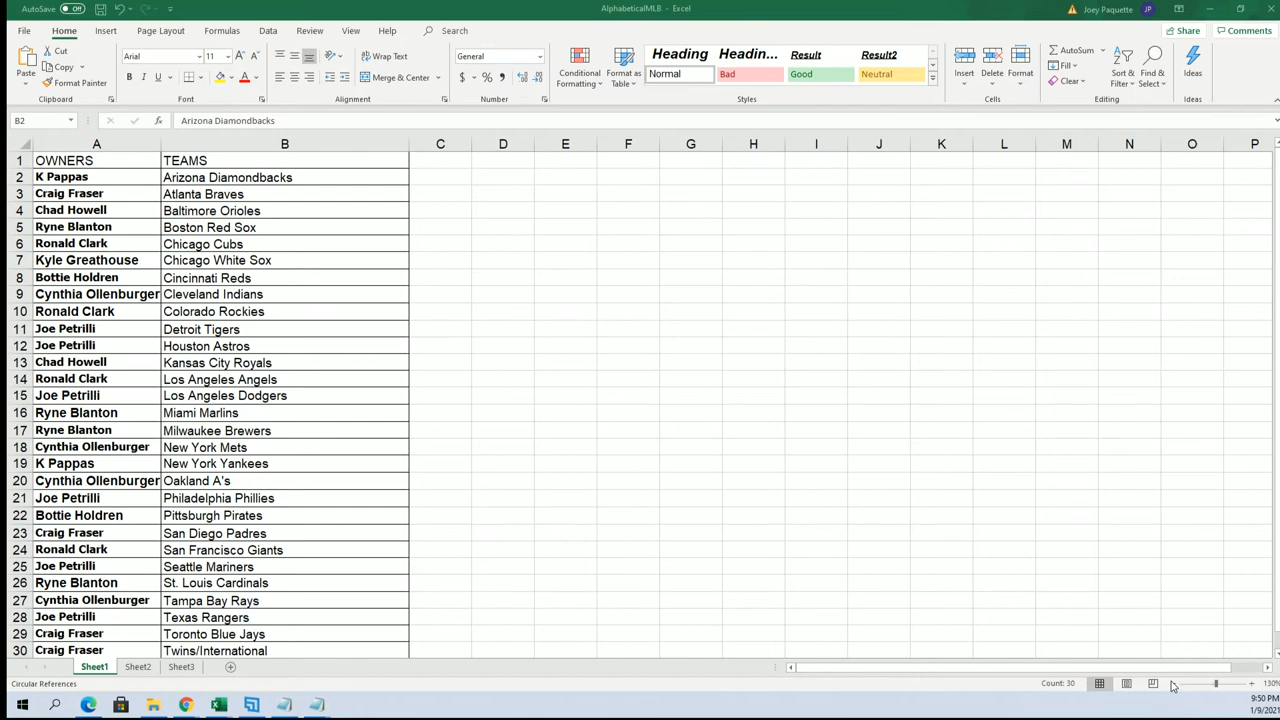 AutoSave Off AlphabeticalMLB - Excel Joey Paquette JP
File Home Insert Page Layout Formulas Data Review View Help Search Share Comments
Cut Arial 11 Wrap Text General Heading Headin... Result Result2 AutoSum
Copy Fill
Paste Format Painter B I U A Merge & Center $ % Conditional Formatting Format as Table Normal Bad Good Neutral Insert Delete Format Clear Sort & Filter Find & Select Ideas
Clipboard Font Alignment Number Styles Cells Editing Ideas
B2 fx Arizona Diamondbacks
A B C D E F G H I J K L M N O P
1 OWNERS TEAMS
2 K Pappas Arizona Diamondbacks
3 Craig Fraser Atlanta Braves
4 Chad Howell Baltimore Orioles
5 Ryne Blanton Boston Red Sox
6 Ronald Clark Chicago Cubs
7 Kyle Greathouse Chicago White Sox
8 Bottie Holdren Cincinnati Reds
9 Cynthia Ollenburger Cleveland Indians
10 Ronald Clark Colorado Rockies
11 Joe Petrilli Detroit Tigers
12 Joe Petrilli Houston Astros
13 Chad Howell Kansas City Royals
14 Ronald Clark Los Angeles Angels
15 Joe Petrilli Los Angeles Dodgers
16 Ryne Blanton Miami Marlins
17 Ryne Blanton Milwaukee Brewers
18 Cynthia Ollenburger New York Mets
19 K Pappas New York Yankees
20 Cynthia Ollenburger Oakland A's
21 Joe Petrilli Philadelphia Phillies
22 Bottie Holdren Pittsburgh Pirates
23 Craig Fraser San Diego Padres
24 Ronald Clark San Francisco Giants
25 Joe Petrilli Seattle Mariners
26 Ryne Blanton St. Louis Cardinals
27 Cynthia Ollenburger Tampa Bay Rays
28 Joe Petrilli Texas Rangers
29 Craig Fraser Toronto Blue Jays
30 Craig Fraser Twins/International
Sheet1 Sheet2 Sheet3
Circular References Count: 30 130%
9:50 PM
1/9/2021